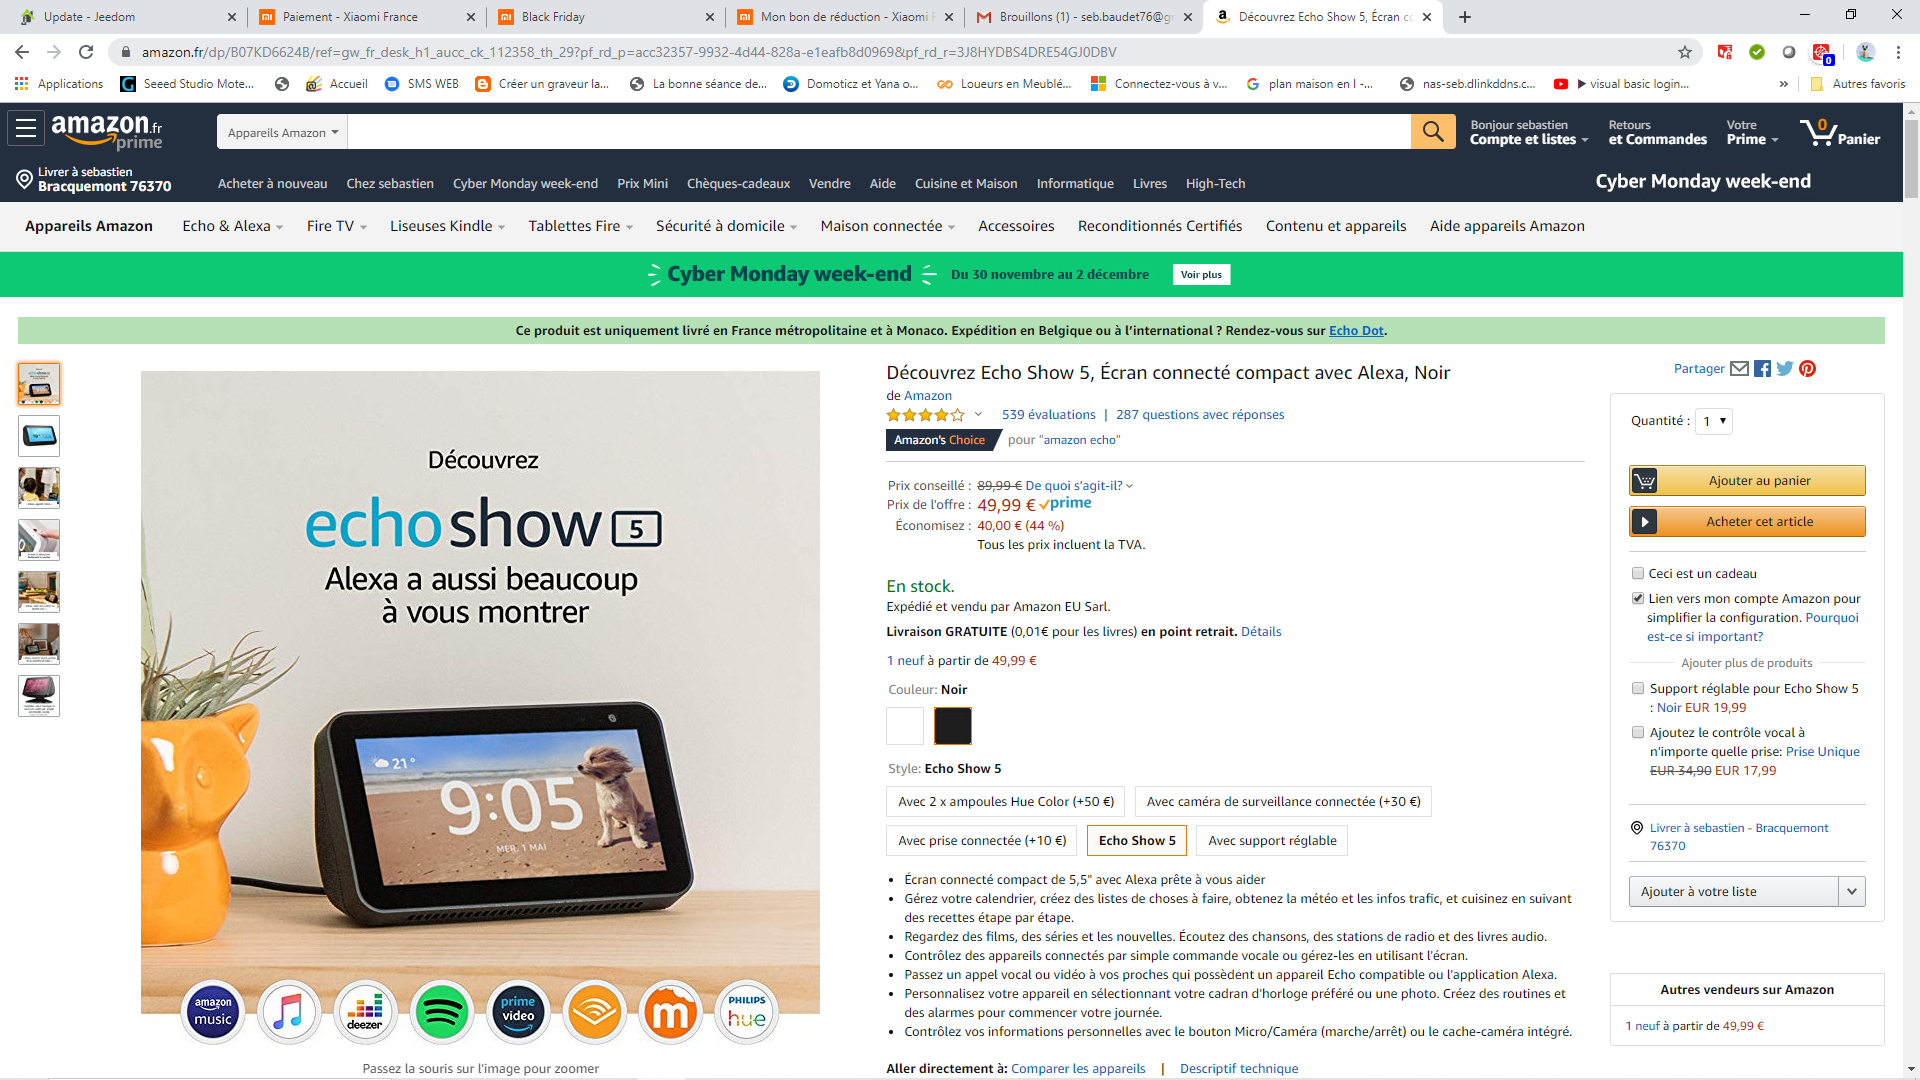 Update - Jeedom
Paiement - Xiaomi France
Black Friday
Mon bon de réduction - Xiaomi F
Brouillons (1) - seb.baudet76@g
Découvrez Echo Show 5, Écran c
amazon.fr/dp/B07KD6624B/ref=gw_fr_desk_h1_aucc_ck_112358_th_29?pf_rd_p=acc32357-9932-4d44-828a-e1eafb8d0969&pf_rd_r=3J8HYDBS4DRE54GJ0DBV
0
Applications
Seeed Studio Mote...
Accueil
SMS WEB
Créer un graveur la...
La bonne séance de...
Domoticz et Yana o...
Loueurs en Meublé...
Connectez-vous à v...
plan maison en l -...
nas-seb.dlinkddns.c...
visual basic login...
»
Autres favoris
amazon.fr
prime
Appareils Amazon
Bonjour sebastien
Compte et listes
Retours
et Commandes
Votre
Prime
0
Panier
Livrer à sebastien
Bracquemont 76370
Acheter à nouveau
Chez sebastien
Cyber Monday week-end
Prix Mini
Chèques-cadeaux
Vendre
Aide
Cuisine et Maison
Informatique
Livres
High-Tech
Cyber Monday week-end
Appareils Amazon
Echo & Alexa
Fire TV
Liseuses Kindle
Tablettes Fire
Sécurité à domicile
Maison connectée
Accessoires
Reconditionnés Certifiés
Contenu et appareils
Aide appareils Amazon
Cyber Monday week-end
Du 30 novembre au 2 décembre
Voir plus
Ce produit est uniquement livré en France métropolitaine et à Monaco. Expédition en Belgique ou à l'international ? Rendez-vous sur Echo Dot.
Découvrez
echo show 5
Alexa a aussi beaucoup
à vous montrer
21°
9:05
MER. 1 MAI
amazon
music
deezer
prime
video
m
PHILIPS
hue
Passez la souris sur l'image pour zoomer
Découvrez Echo Show 5, Écran connecté compact avec Alexa, Noir
de Amazon
539 évaluations | 287 questions avec réponses
Amazon's Choice pour "amazon echo"
Prix conseillé : 89,99 € De quoi s'agit-il?
Prix de l'offre : 49,99 € prime
Économisez : 40,00 € (44 %)
Tous les prix incluent la TVA.
En stock.
Expédié et vendu par Amazon EU Sarl.
Livraison GRATUITE (0,01€ pour les livres) en point retrait. Détails
1 neuf à partir de 49,99 €
Couleur: Noir
Style: Echo Show 5
Avec 2 x ampoules Hue Color (+50 €)
Avec caméra de surveillance connectée (+30 €)
Avec prise connectée (+10 €)
Echo Show 5
Avec support réglable
• Écran connecté compact de 5,5" avec Alexa prête à vous aider
• Gérez votre calendrier, créez des listes de choses à faire, obtenez la météo et les infos trafic, et cuisinez en suivant
des recettes étape par étape.
• Regardez des films, des séries et les nouvelles. Écoutez des chansons, des stations de radio et des livres audio.
• Contrôlez des appareils connectés par simple commande vocale ou gérez-les en utilisant l'écran.
• Passez un appel vocal ou vidéo à vos proches qui possèdent un appareil Echo compatible ou l'application Alexa.
• Personnalisez votre appareil en sélectionnant votre cadran d'horloge préféré ou une photo. Créez des routines et
des alarmes pour commencer votre journée.
• Contrôlez vos informations personnelles avec le bouton Micro/Caméra (marche/arrêt) ou le cache-caméra intégré.
Aller directement à: Comparer les appareils | Descriptif technique
Partager
Quantité : 1
Ajouter au panier
Acheter cet article
Ceci est un cadeau
Lien vers mon compte Amazon pour
simplifier la configuration. Pourquoi
est-ce si important?
Ajouter plus de produits
Support réglable pour Echo Show 5
: Noir EUR 19,99
Ajoutez le contrôle vocal à
n'importe quelle prise: Prise Unique
EUR 34,90 EUR 17,99
Livrer à sebastien - Bracquemont
76370
Ajouter à votre liste
Autres vendeurs sur Amazon
1 neuf à partir de 49,99 €